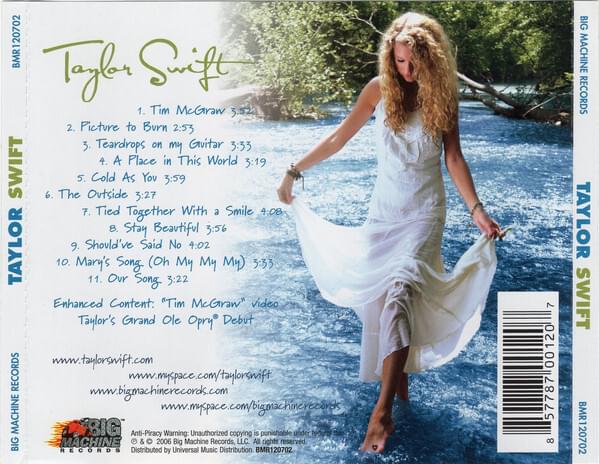 BMR120702
TAYLOR SWIFT
BIG MACHINE RECORDS
Taylor Swift
1. Tim McGraw 3:52
2. Picture to Burn 2:53
3. Teardrops on my Guitar 3:33
4. A Place in This World 3:19
5. Cold As You 3:59
6. The Outside 3:27
7. Tied Together With a Smile 4:08
8. Stay Beautiful 3:56
9. Should've Said No 4:02
10. Mary's Song (Oh My My My) 3:33
11. Our Song 3:22
Enhanced Content: "Tim McGraw" video
Taylor's Grand Ole Opry® Debut
www.taylorswift.com
www.myspace.com/taylorswift
www.bigmachinerecords.com
www.myspace.com/bigmachinerecords
BIG
MACHINE
RECORDS
Anti-Piracy Warning: Unauthorized copying is punishable under federal law.
℗ & © 2006 Big Machine Records, LLC. All rights reserved.
Distributed by Universal Music Distribution. BMR120702
8 57787 00120 7
BIG MACHINE RECORDS
TAYLOR SWIFT
BMR120702